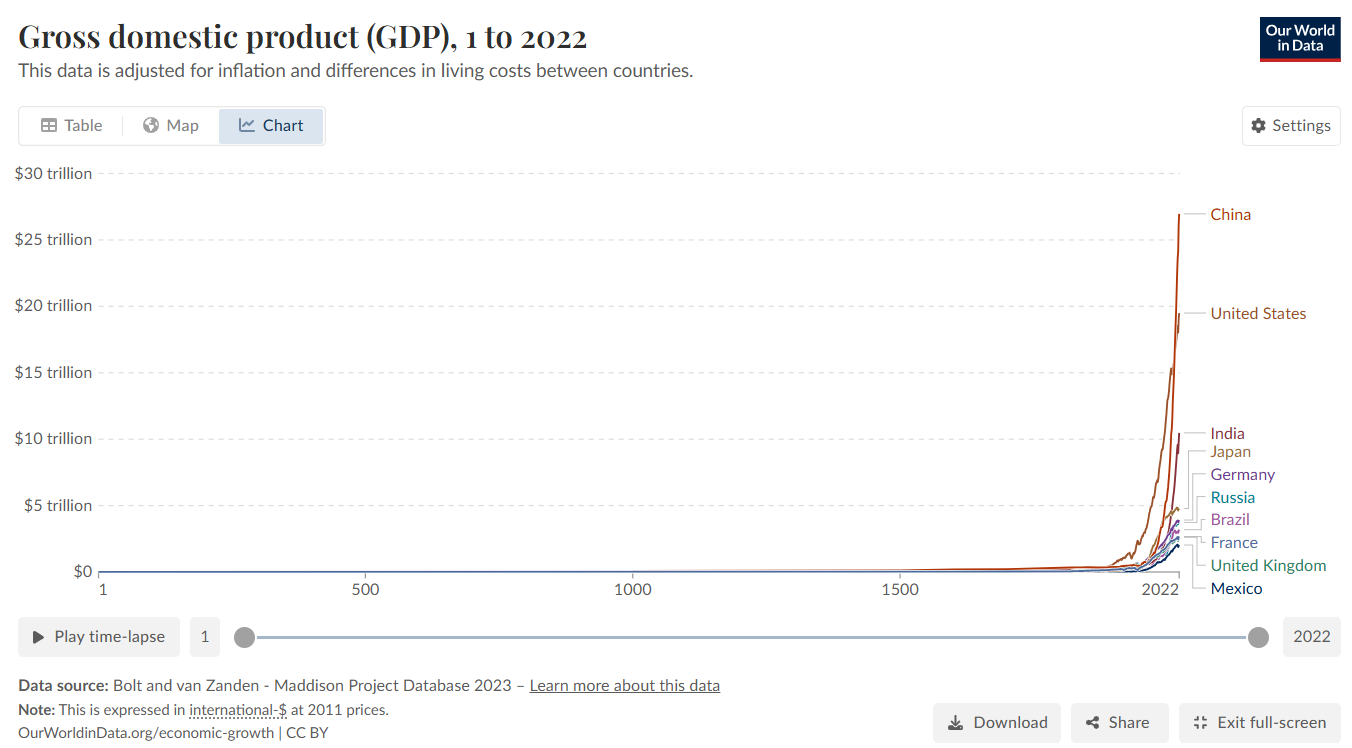 Gross domestic product (GDP), 1 to 2022
Our World
in Data
This data is adjusted for inflation and differences in living costs between countries.
Table
Map
Chart
Settings
$30 trillion
$25 trillion
$20 trillion
$15 trillion
$10 trillion
$5 trillion
$0
China
United States
India
Japan
Germany
Russia
Brazil
France
United Kingdom
Mexico
1
500
1000
1500
2022
Play time-lapse
1
2022
Data source: Bolt and van Zanden - Maddison Project Database 2023 – Learn more about this data
Note: This is expressed in international-$ at 2011 prices.
OurWorldinData.org/economic-growth | CC BY
Download
Share
Exit full-screen